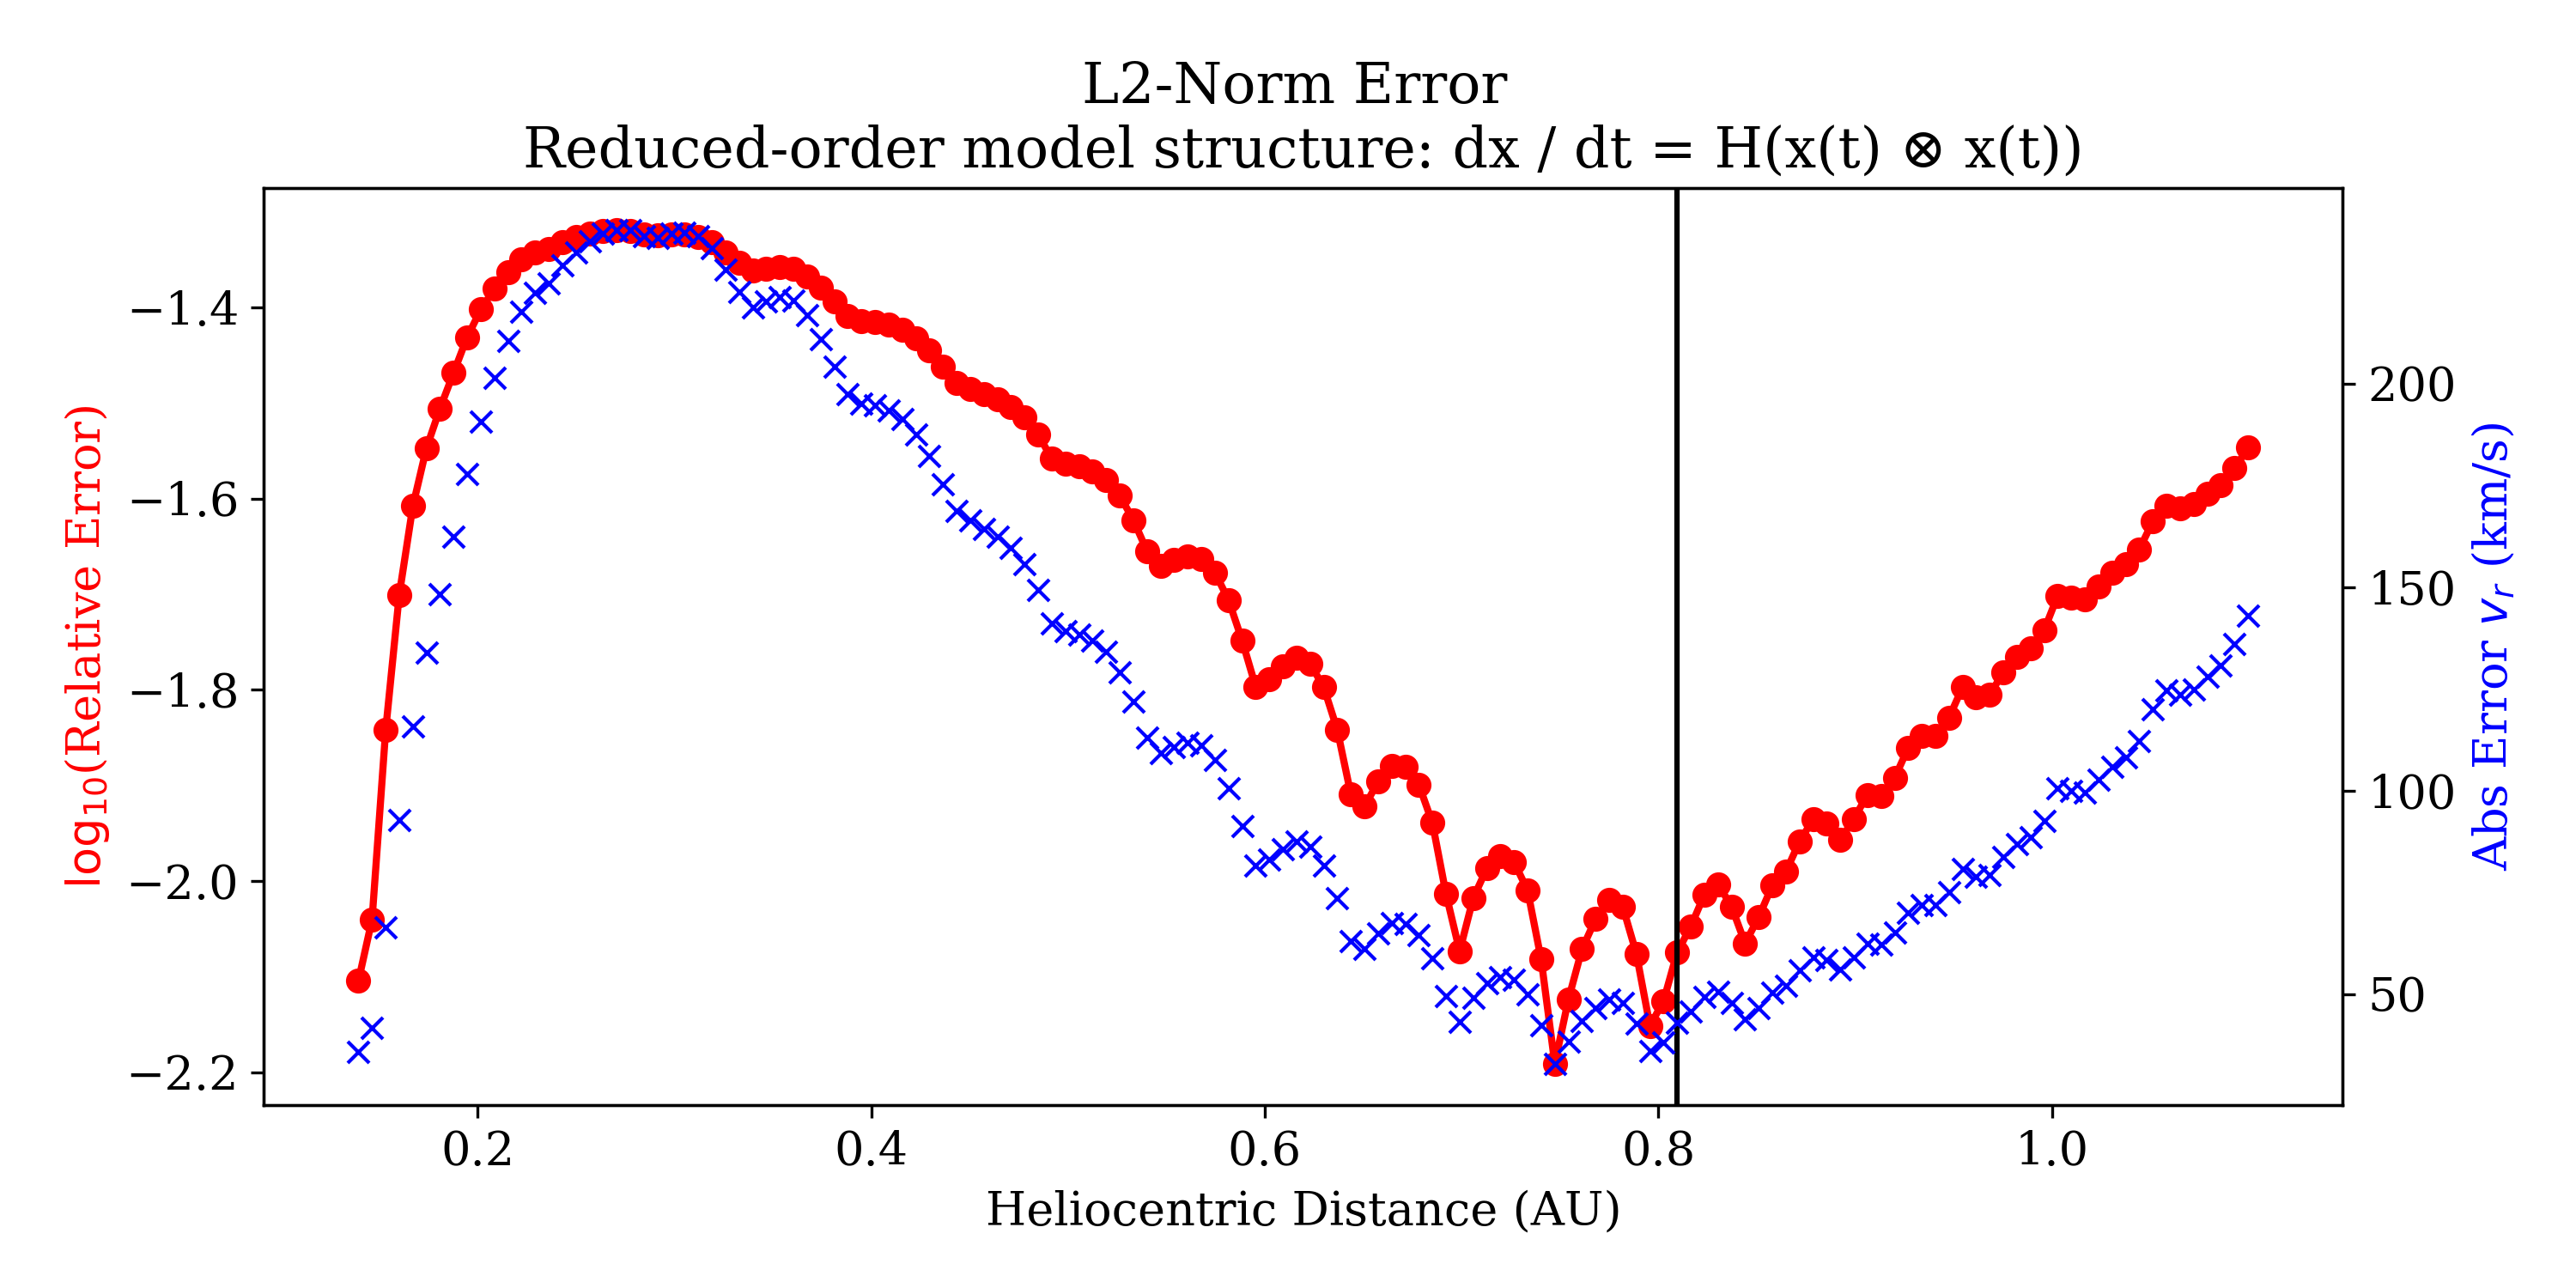 L2-Norm Error
Reduced-order model structure: dx / dt = H(x(t) ⊗ x(t))
log₁₀(Relative Error)
−1.4
−1.6
−1.8
−2.0
−2.2
200
150
100
50
Abs Error vᵣ (km/s)
0.2 0.4 0.6 0.8 1.0
Heliocentric Distance (AU)